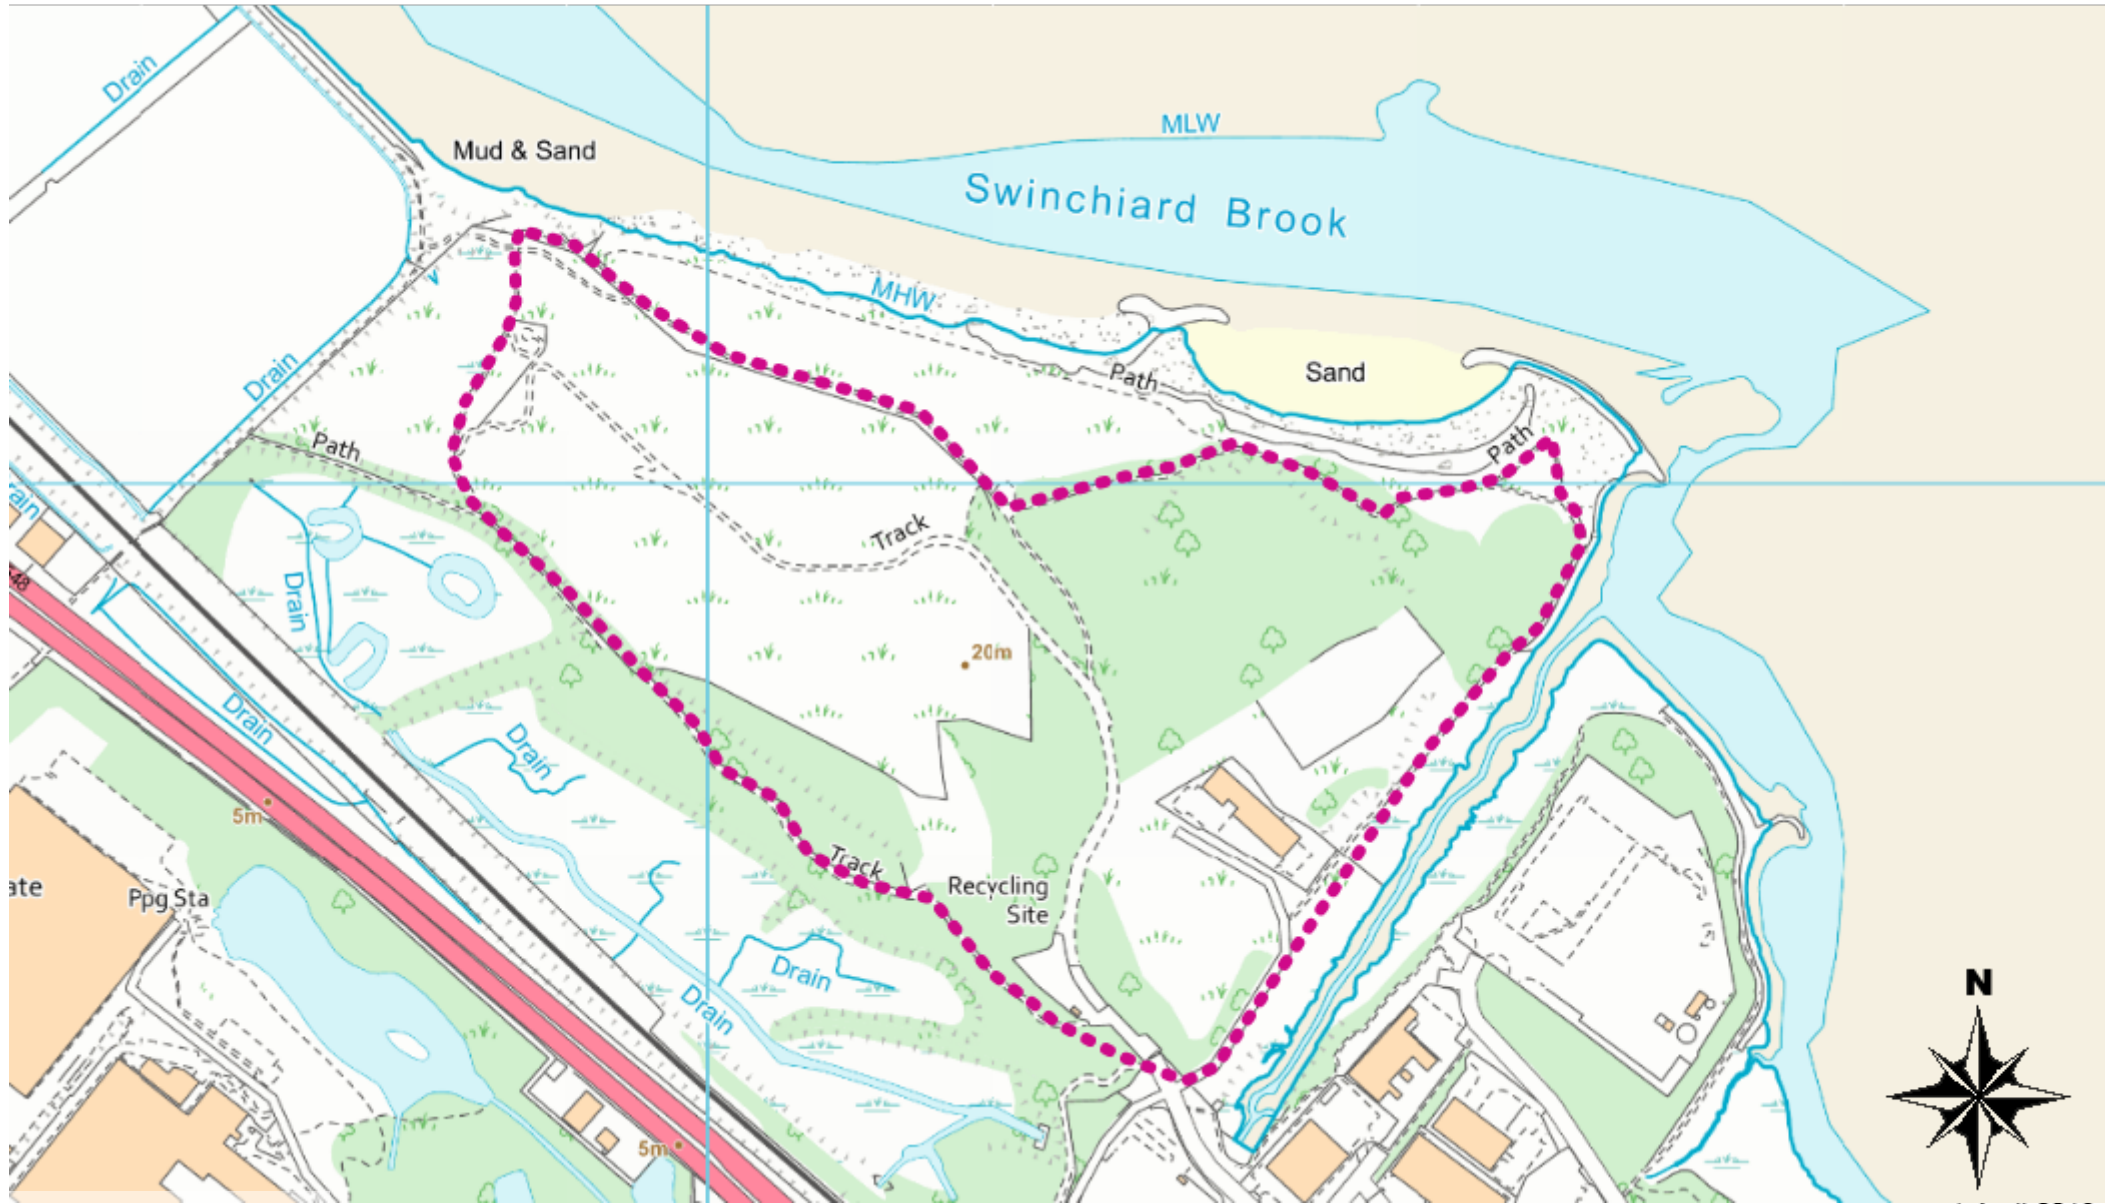 Drain
Mud & Sand
MLW
Swinchiard Brook
MHW
Drain
Path
Sand
Path
Path
Track
Drain
48
Drain
20m
Drain
Drain
5m
Track
Recycling
Site
ate
Ppg Sta
Drain
Drain
N
5m